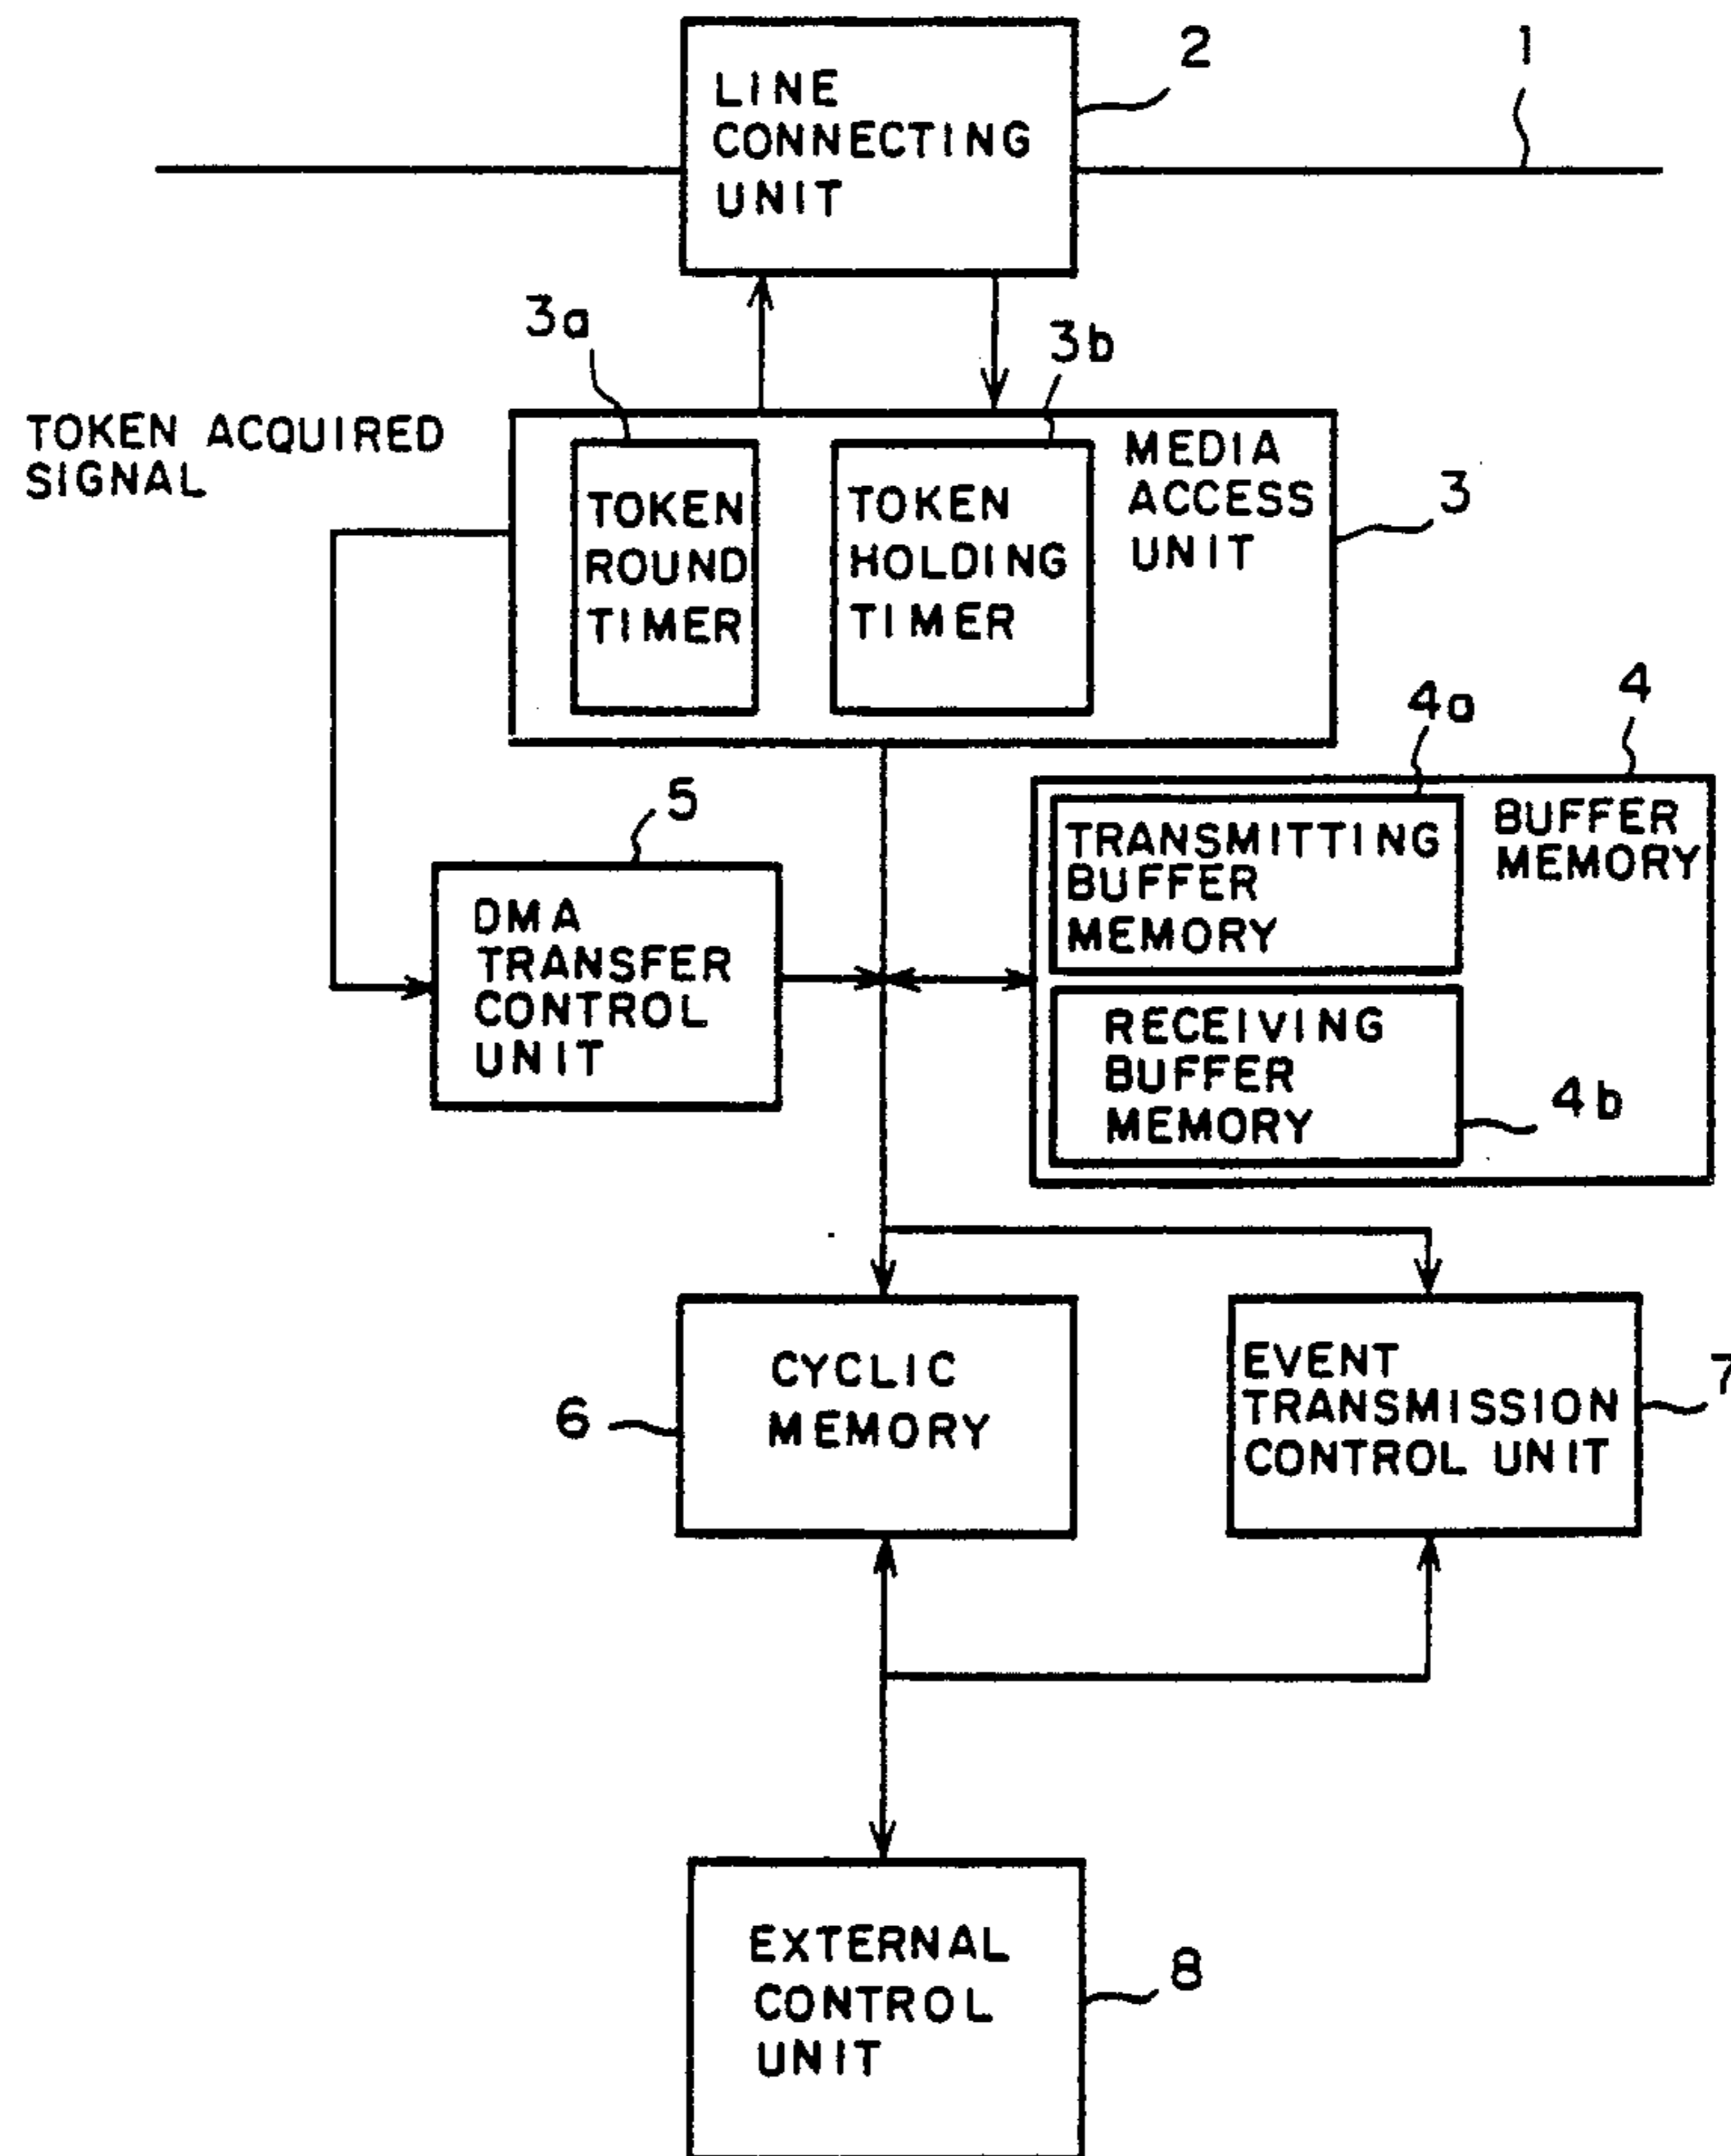 2
1
LINE
CONNECTING
UNIT
3a
3b
TOKEN ACQUIRED
SIGNAL
TOKEN
ROUND
TIMER
TOKEN
HOLDING
TIMER
MEDIA
ACCESS
UNIT
3
4a
4
5
TRANSMITTING
BUFFER
MEMORY
BUFFER
MEMORY
DMA
TRANSFER
CONTROL
UNIT
RECEIVING
BUFFER
MEMORY
4b
CYCLIC
MEMORY
6
EVENT
TRANSMISSION
CONTROL UNIT
7
EXTERNAL
CONTROL
UNIT
8